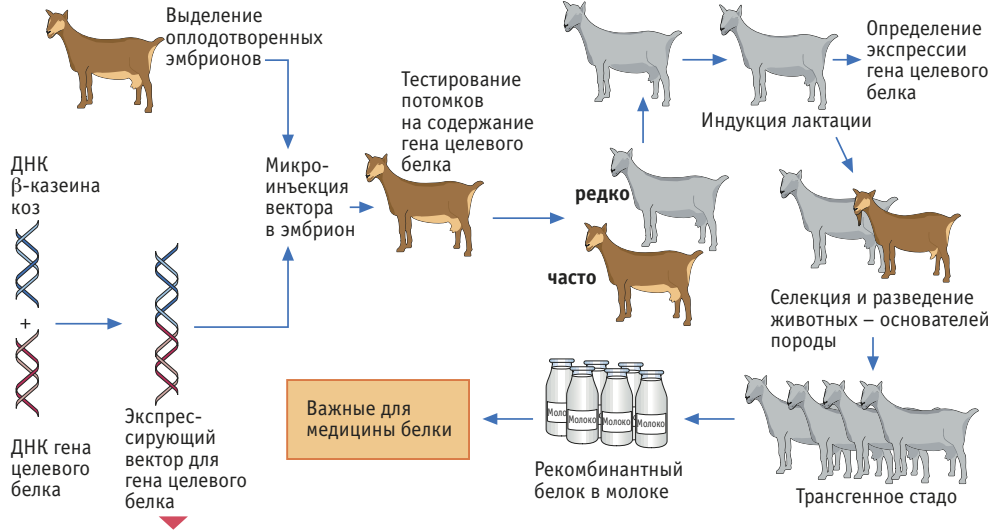 Выделение
оплодотворенных
эмбрионов
ДНК
β-казеина
коз
+
ДНК гена
целевого
белка
Экспрес-
сирующий
вектор для
гена целевого
белка
Микро-
инъекция
вектора
в эмбрион
Тестирование
потомков
на содержание
гена целевого
белка
редко
часто
Индукция лактации
Определение
экспрессии
гена целевого
белка
Селекция и разведение
животных – основателей
породы
Трансгенное стадо
Молоко
Молоко
Молоко
Рекомбинантный
белок в молоке
Важные для
медицины белки